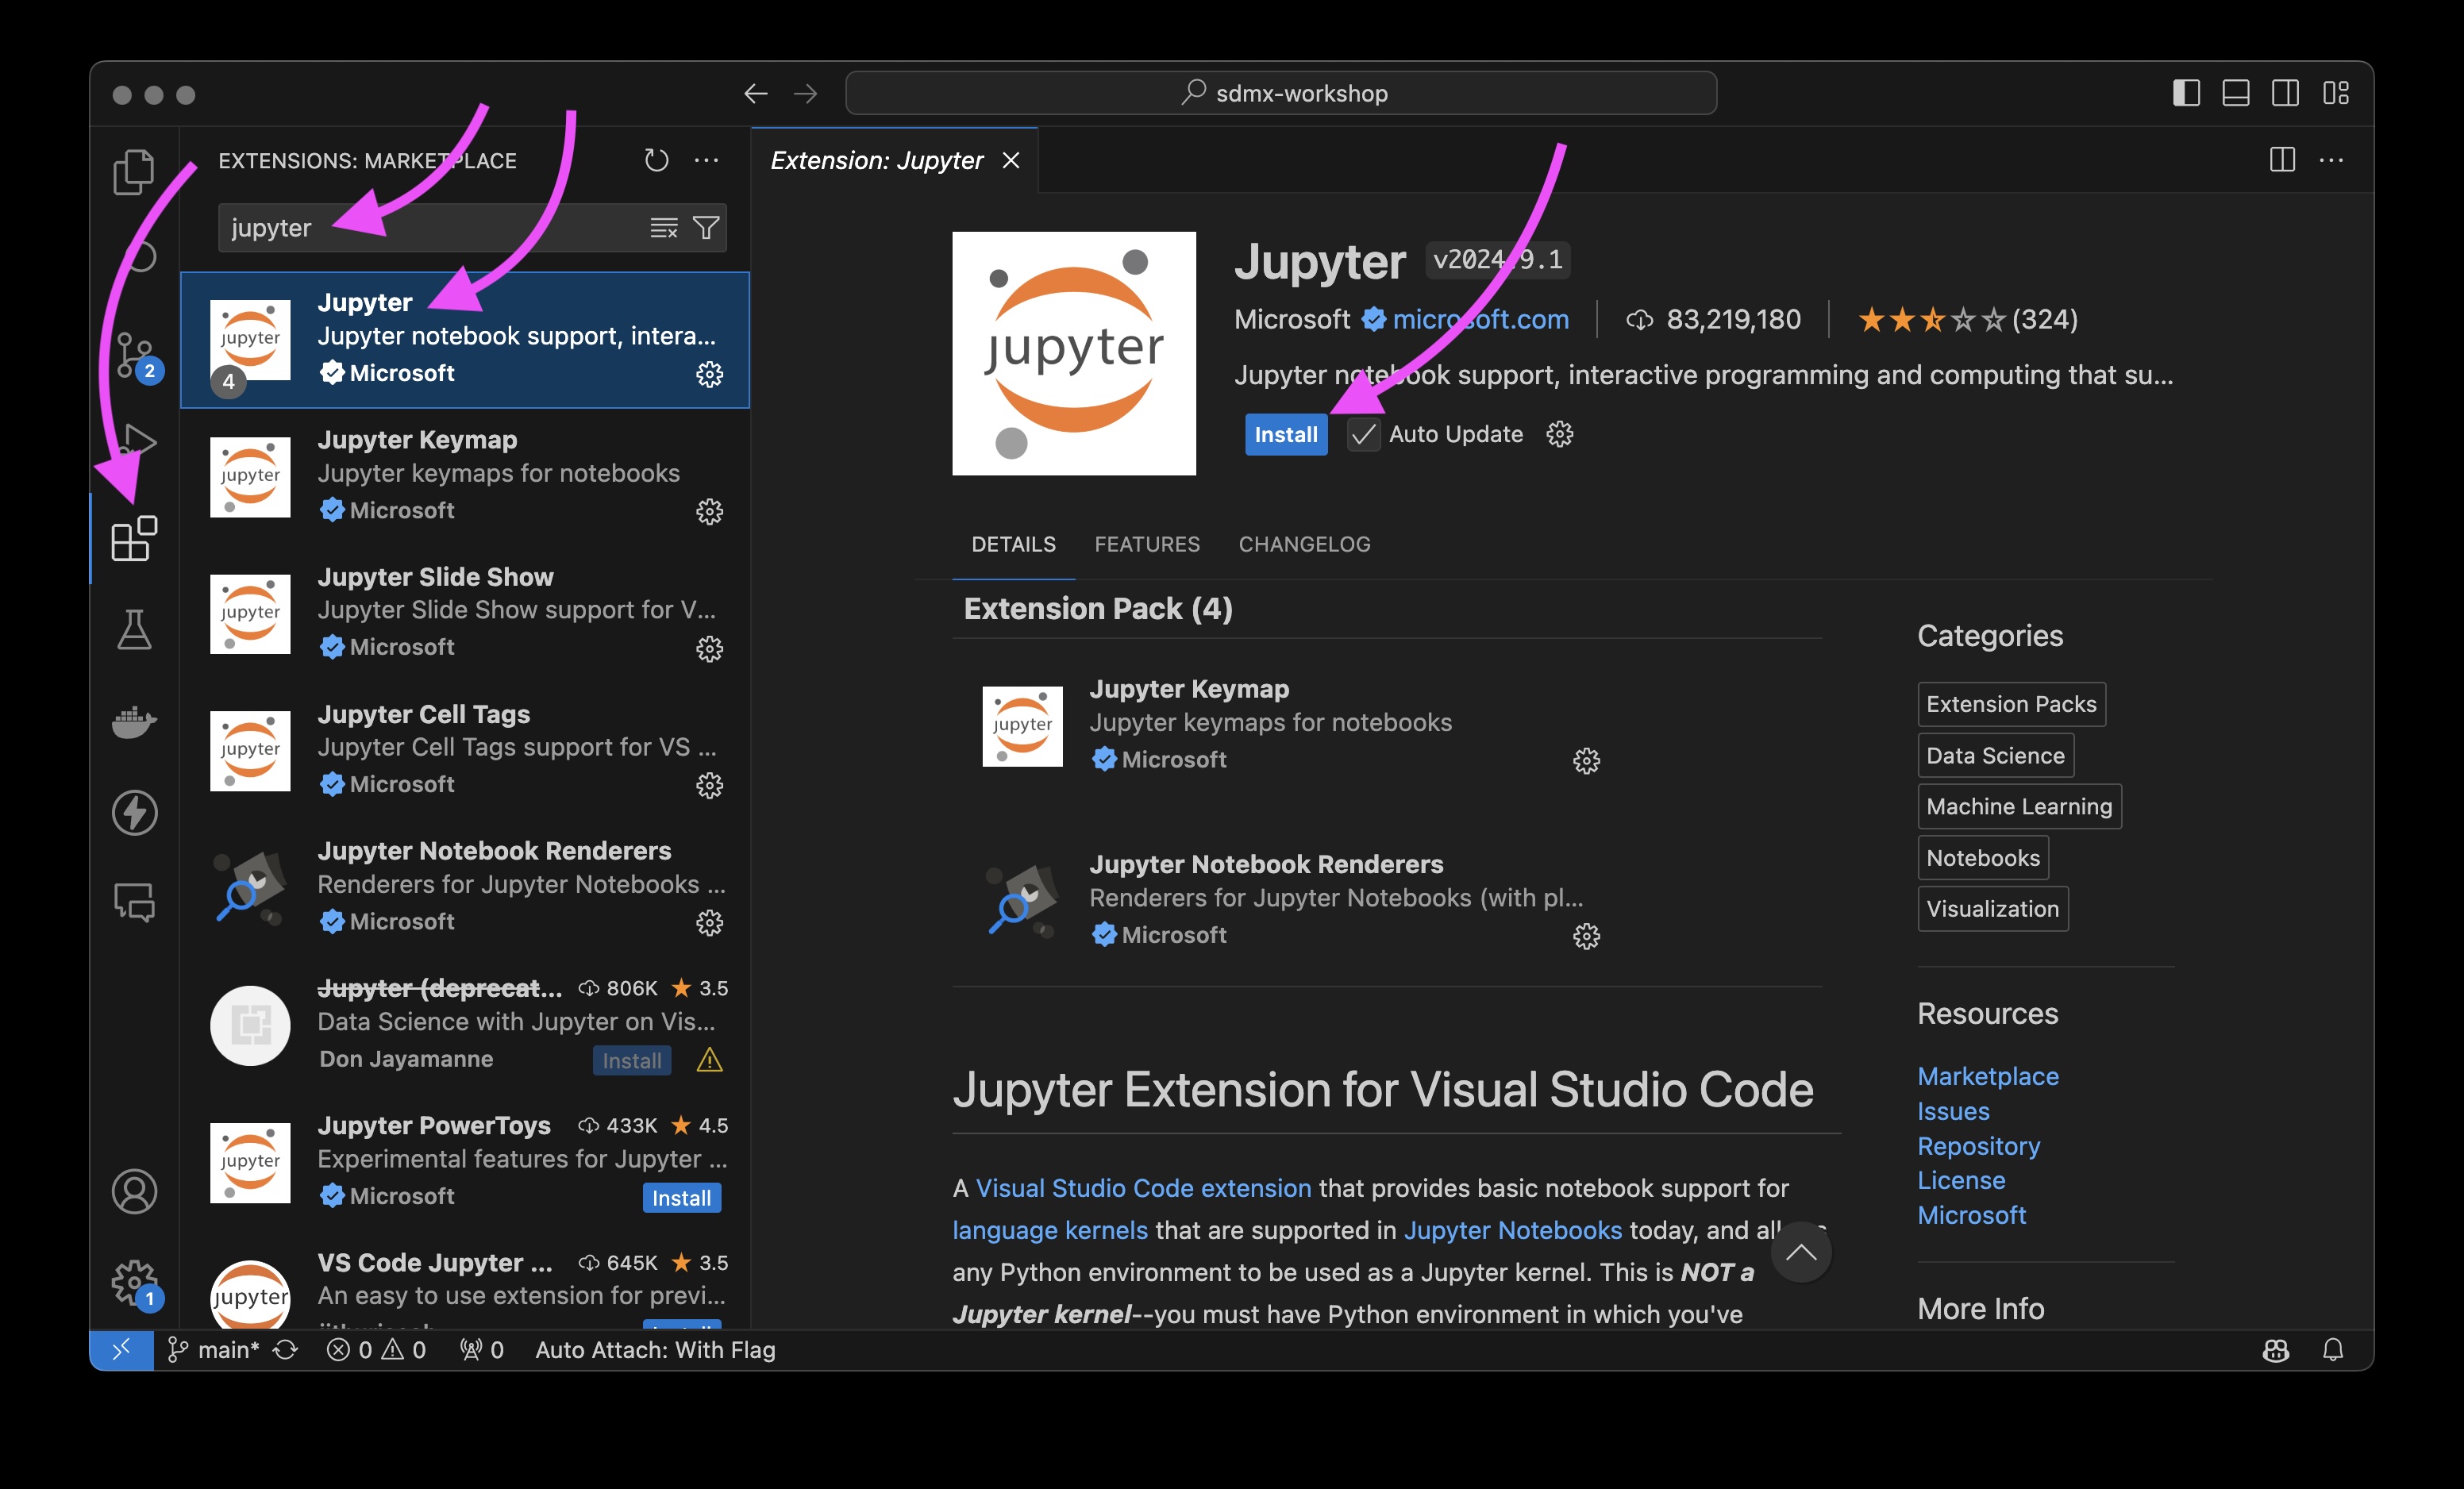 sdmx-workshop
EXTENSIONS: MARKETPLACE
jupyter
Jupyter
Jupyter notebook support, intera...
Microsoft
4
2
Jupyter Keymap
Jupyter keymaps for notebooks
Microsoft
Jupyter Slide Show
Jupyter Slide Show support for V...
Microsoft
Jupyter Cell Tags
Jupyter Cell Tags support for VS ...
Microsoft
Jupyter Notebook Renderers
Renderers for Jupyter Notebooks ...
Microsoft
Jupyter (deprecat... 806K 3.5
Data Science with Jupyter on Vis...
Don Jayamanne Install
Jupyter PowerToys 433K 4.5
Experimental features for Jupyter ...
Microsoft Install
VS Code Jupyter ... 645K 3.5
An easy to use extension for previ...
jupyter
jupyter
jupyter
jupyter
jupyter
jupyter
1
Extension: Jupyter
jupyter
Jupyter v2024.9.1
Microsoft microsoft.com 83,219,180 (324)
Jupyter notebook support, interactive programming and computing that su...
Install Auto Update
DETAILS FEATURES CHANGELOG
Extension Pack (4)
jupyter
Jupyter Keymap
Jupyter keymaps for notebooks
Microsoft
Jupyter Notebook Renderers
Renderers for Jupyter Notebooks (with pl...
Microsoft
Jupyter Extension for Visual Studio Code
A Visual Studio Code extension that provides basic notebook support for
language kernels that are supported in Jupyter Notebooks today, and
any Python environment to be used as a Jupyter kernel. This is NOT a
Jupyter kernel--you must have Python environment in which you've
Categories
Extension Packs
Data Science
Machine Learning
Notebooks
Visualization
Resources
Marketplace
Issues
Repository
License
Microsoft
More Info
main* 0 0 0 Auto Attach: With Flag